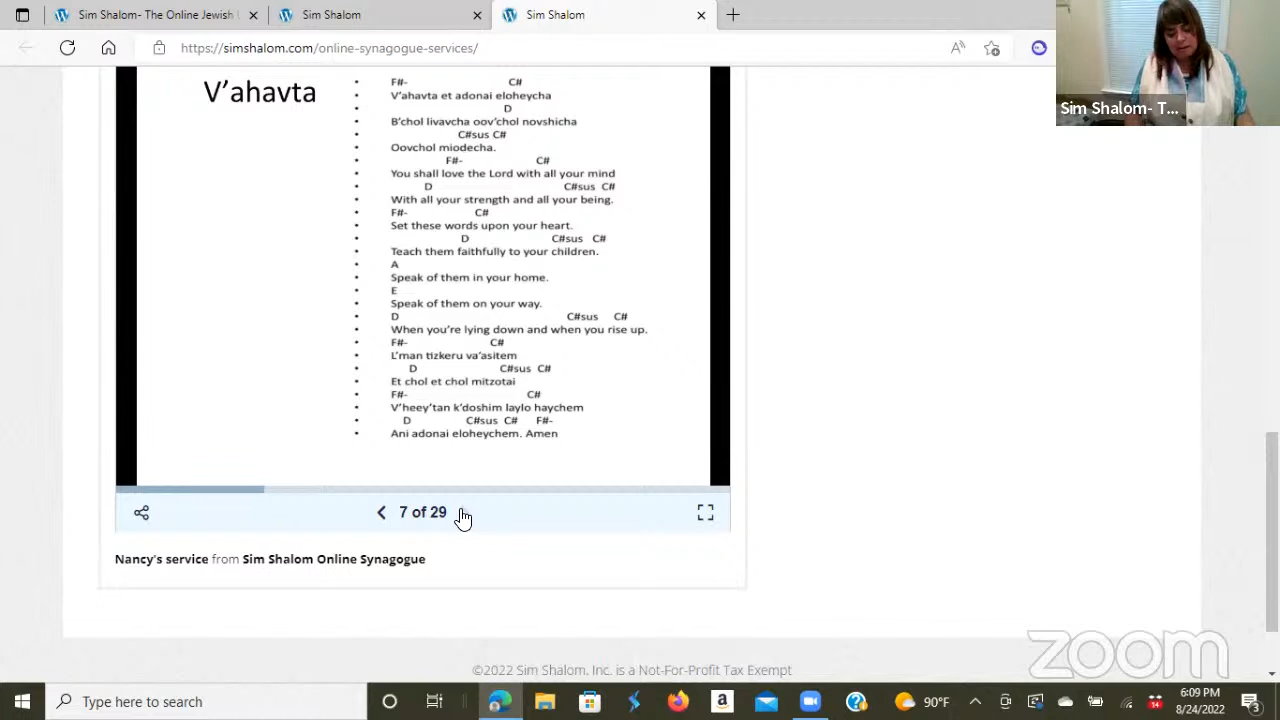 Sim Shalom- The Online Jewish
Sim Shalom
Sim Shalom
https://simshalom.com/online-synagogue-services/
Sim Shalom- T...
V'ahavta
F#- C#
V'ahavta et adonai eloheycha
D
B'chol livavcha oov'chol novshicha
C#sus C#
Oovchol miodecha.
F#- C#
You shall love the Lord with all your mind
D C#sus C#
With all your strength and all your being.
F#- C#
Set these words upon your heart.
D C#sus C#
Teach them faithfully to your children.
A
Speak of them in your home.
E
Speak of them on your way.
D C#sus C#
When you're lying down and when you rise up.
F#- C#
L'man tizkeru va'asitem
D C#sus C#
Et chol et chol mitzotai
F#- C#
V'heey'tan k'doshim laylo haychem
D C#sus C# F#-
Ani adonai eloheychem. Amen
7 of 29
Nancy's service from Sim Shalom Online Synagogue
©2022 Sim Shalom, Inc. is a Not-For-Profit Tax Exempt
zoom
Type here to search
90°F
14
6:09 PM
8/24/2022
3